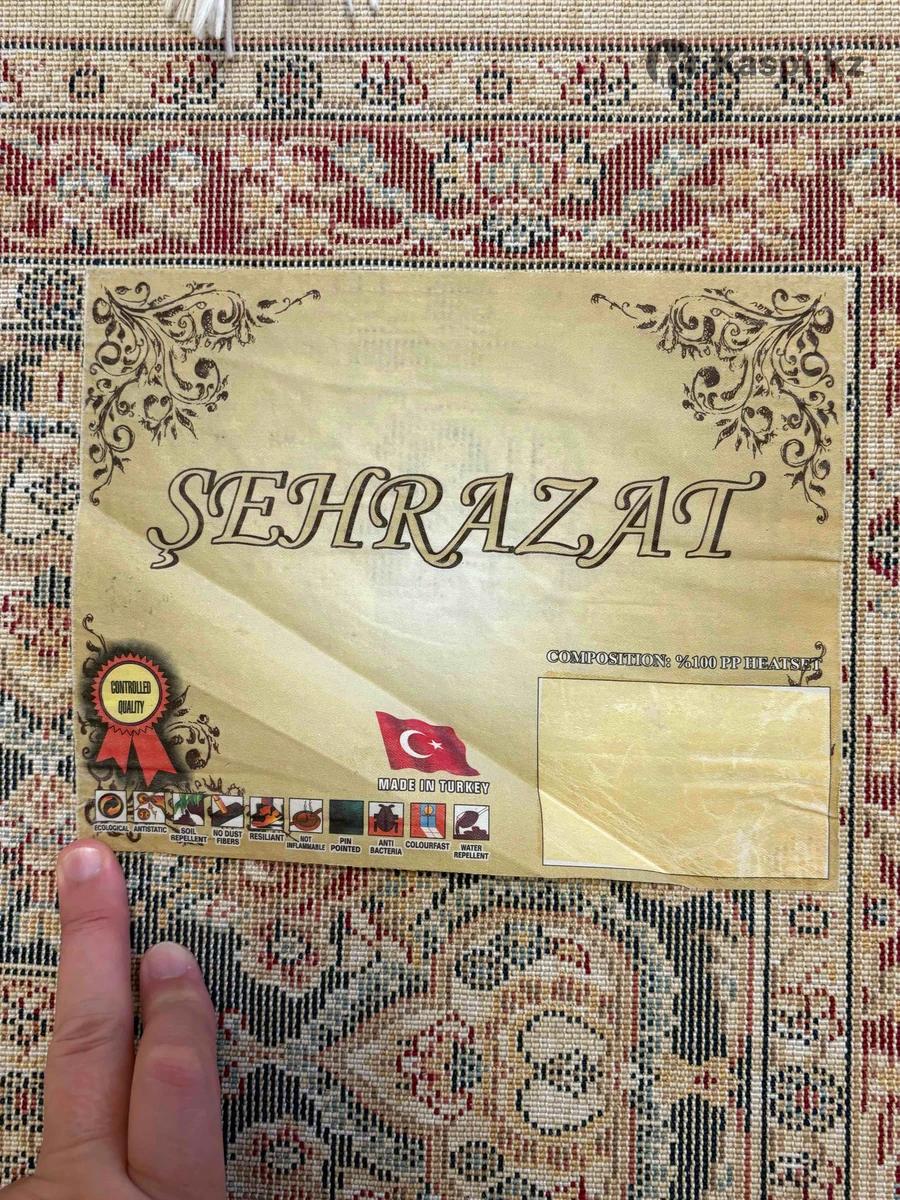 Kaspi.kz
ŞEHRAZAT
COMPOSITION: %100 PP HEATSET
CONTROLLED
QUALITY
MADE IN TURKEY
ECOLOGICAL
ANTISTATIC
SOIL
REPELLENT
NO DUST
FIBERS
RESILIANT
NOT
INFLAMMABLE
PIN
POINTED
ANTI
BACTERIA
COLOURFAST
WATER
REPELLENT